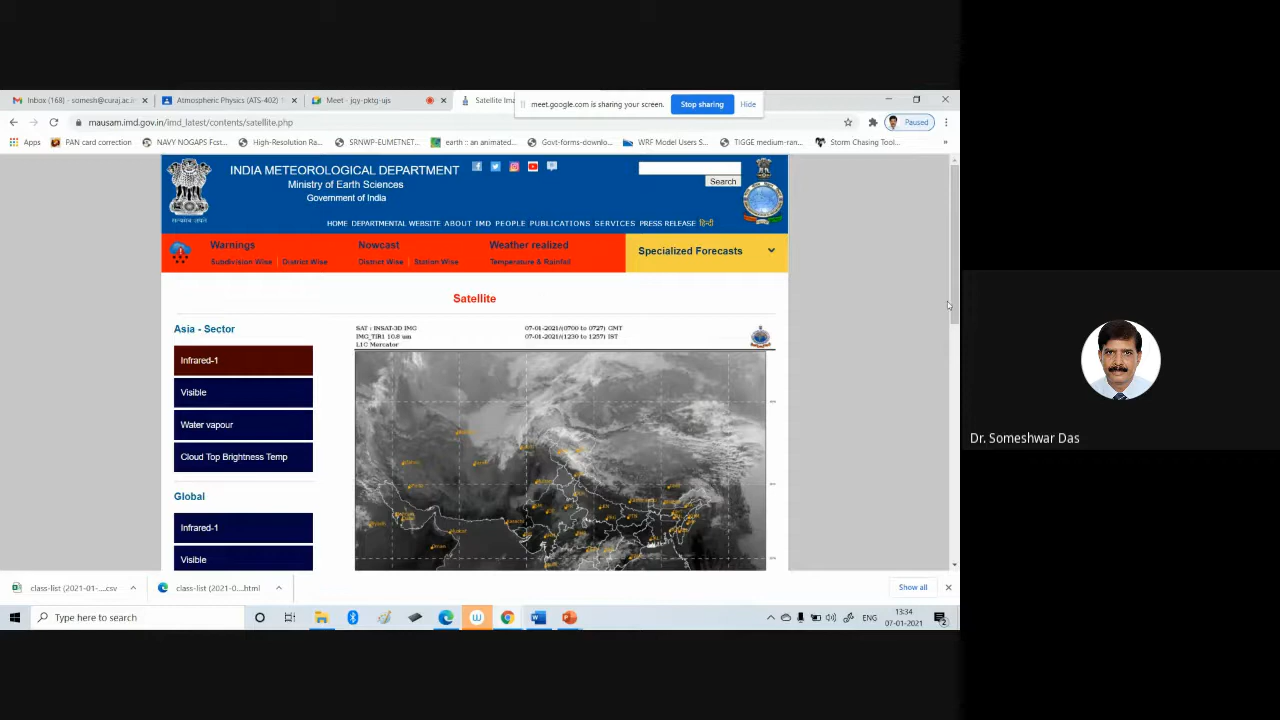 Inbox (168) - somesh@curaj.ac.i
Atmospheric Physics (ATS-402)
Meet - jqy-pktg-ujs
Satellite Ima
meet.google.com is sharing your screen.
Stop sharing
Hide
mausam.imd.gov.in/imd_latest/contents/satellite.php
Paused
Apps
PAN card correction
NAVY NOGAPS Fcst...
High-Resolution Ra...
SRNWP-EUMETNET...
earth :: an animated...
Govt-forms-downlo...
WRF Model Users S...
TIGGE medium-ran...
Storm Chasing Tool...
»
INDIA METEOROLOGICAL DEPARTMENT
Ministry of Earth Sciences
Government of India
Search
HOME DEPARTMENTAL WEBSITE ABOUT IMD PEOPLE PUBLICATIONS SERVICES PRESS RELEASE हिन्दी
Warnings
Subdivision Wise
District Wise
Nowcast
District Wise
Station Wise
Weather realized
Temperature & Rainfall
Specialized Forecasts
Satellite
Asia - Sector
Infrared-1
Visible
Water vapour
Cloud Top Brightness Temp
Global
Infrared-1
Visible
SAT : INSAT-3D IMG
IMG_TIR1 10.8 um
L1C Mercator
07-01-2021/(0700 to 0727) GMT
07-01-2021/(1230 to 1257) IST
Karachi
Muscat
Dr. Someshwar Das
class-list (2021-01-....csv
class-list (2021-0....html
Show all
Type here to search
ENG
13:34
07-01-2021
2